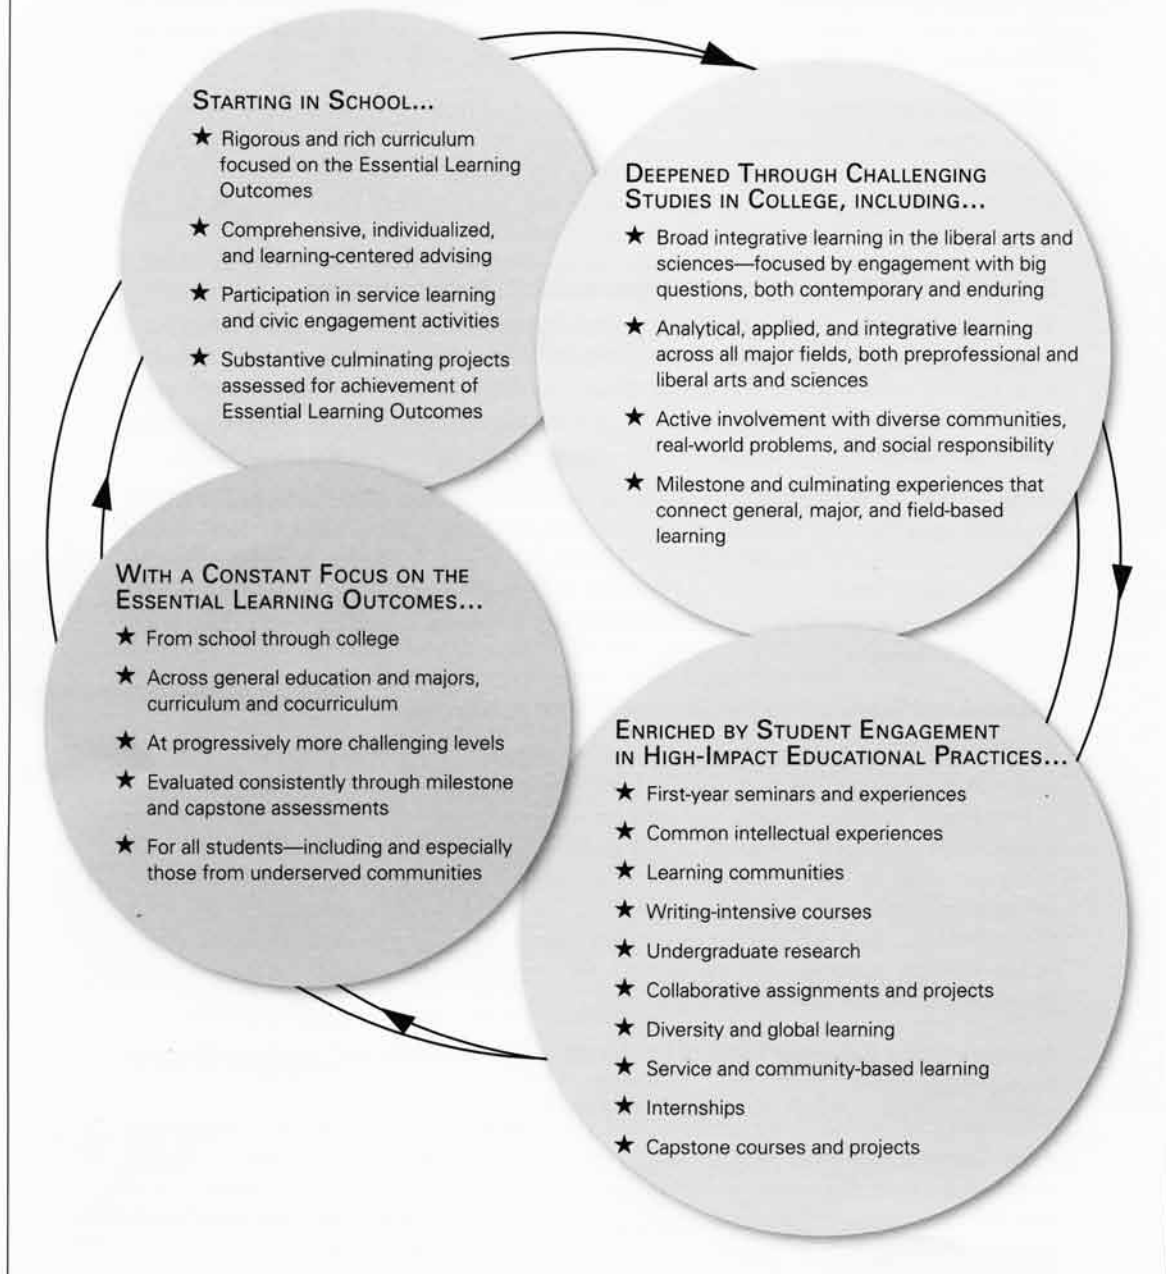 STARTING IN SCHOOL...
★ Rigorous and rich curriculum
focused on the Essential Learning
Outcomes
★ Comprehensive, individualized,
and learning-centered advising
★ Participation in service learning
and civic engagement activities
★ Substantive culminating projects
assessed for achievement of
Essential Learning Outcomes
DEEPENED THROUGH CHALLENGING
STUDIES IN COLLEGE, INCLUDING...
★ Broad integrative learning in the liberal arts and
sciences—focused by engagement with big
questions, both contemporary and enduring
★ Analytical, applied, and integrative learning
across all major fields, both preprofessional and
liberal arts and sciences
★ Active involvement with diverse communities,
real-world problems, and social responsibility
★ Milestone and culminating experiences that
connect general, major, and field-based
learning
ENRICHED BY STUDENT ENGAGEMENT
IN HIGH-IMPACT EDUCATIONAL PRACTICES...
★ First-year seminars and experiences
★ Common intellectual experiences
★ Learning communities
★ Writing-intensive courses
★ Undergraduate research
★ Collaborative assignments and projects
★ Diversity and global learning
★ Service and community-based learning
★ Internships
★ Capstone courses and projects
WITH A CONSTANT FOCUS ON THE
ESSENTIAL LEARNING OUTCOMES...
★ From school through college
★ Across general education and majors,
curriculum and cocurriculum
★ At progressively more challenging levels
★ Evaluated consistently through milestone
and capstone assessments
★ For all students—including and especially
those from underserved communities